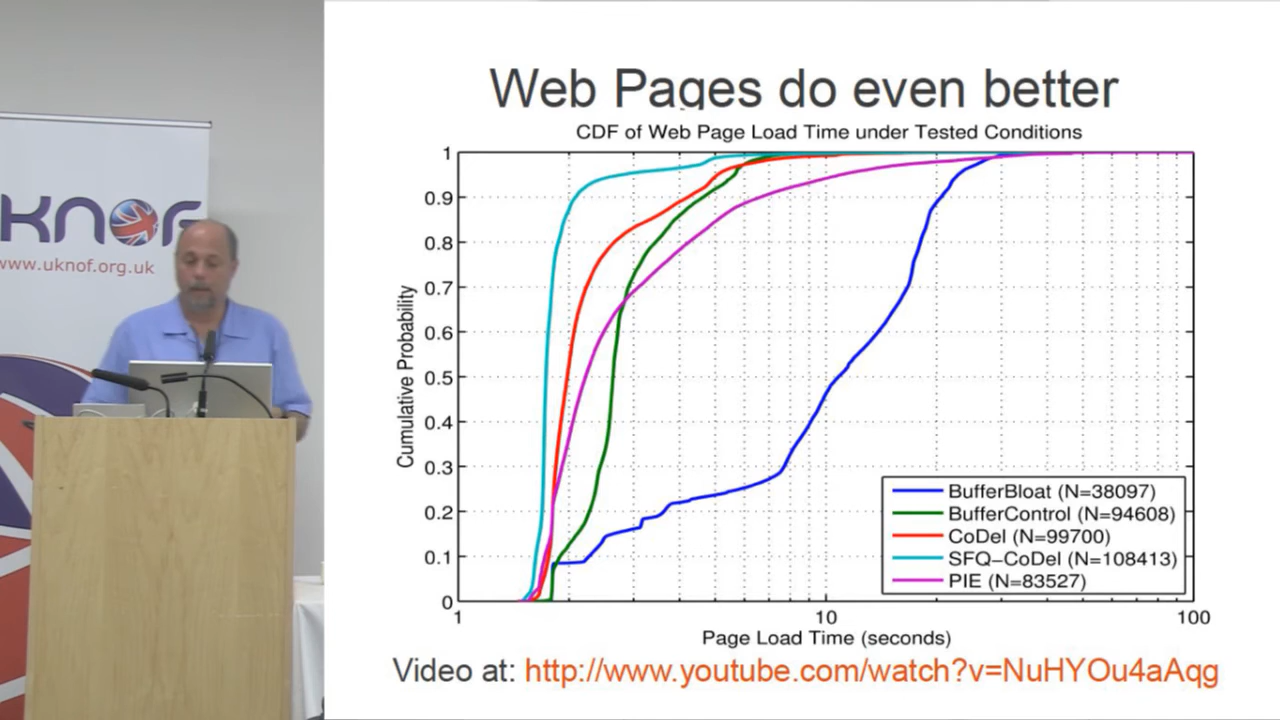 KNOF
www.uknof.org.uk
Web Pages do even better
CDF of Web Page Load Time under Tested Conditions
1
0.9
0.8
0.7
0.6
0.5
0.4
0.3
0.2
0.1
0
Cumulative Probability
BufferBloat (N=38097)
BufferControl (N=94608)
CoDel (N=99700)
SFQ-CoDel (N=108413)
PIE (N=83527)
1 10 100
Page Load Time (seconds)
Video at: http://www.youtube.com/watch?v=NuHYOu4aAqg